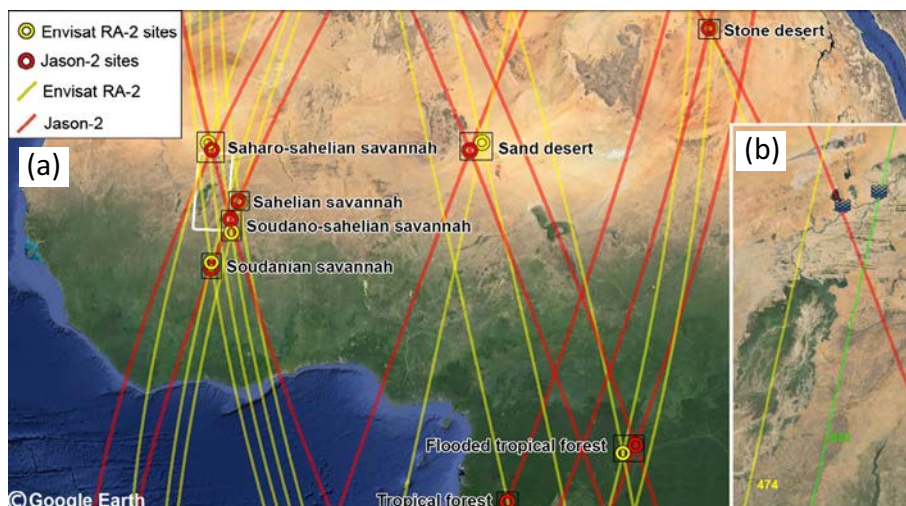 Envisat RA-2 sites
Jason-2 sites
Envisat RA-2
Jason-2
(a)
Stone desert
Saharo-sahelian savannah
Sand desert
(b)
Sahelian savannah
Soudano-sahelian savannah
Soudanian savannah
Flooded tropical forest
Tropical forest
474
©Google Earth